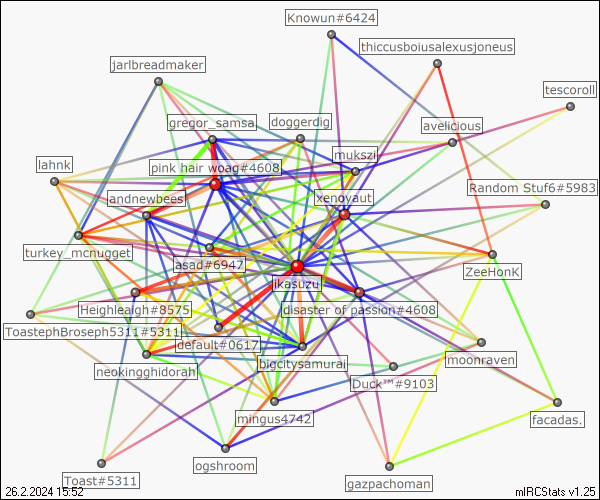 Knowun#6424
thiccusboiusalexusjoneus
jarlbreadmaker
tescoroll
gregor_samsa
doggerdig
avelicious
mukszi
lahnk
pink hair woag#4608
andnewbees
xenovaut
Random Stuf6#5983
turkey_mcnugget
asad#6947
ikasuzu
ZeeHonK
Heighleaigh#8575
disaster of passion#4608
ToastephBroseph5311#5311
default#0617
bigcitysamurai
moonraven
neokingghidorah
Duck™#9103
mingus4742
facadas.
ogshroom
Toast#5311
gazpachoman
26.2.2024 15:52
mIRCStats v1.25